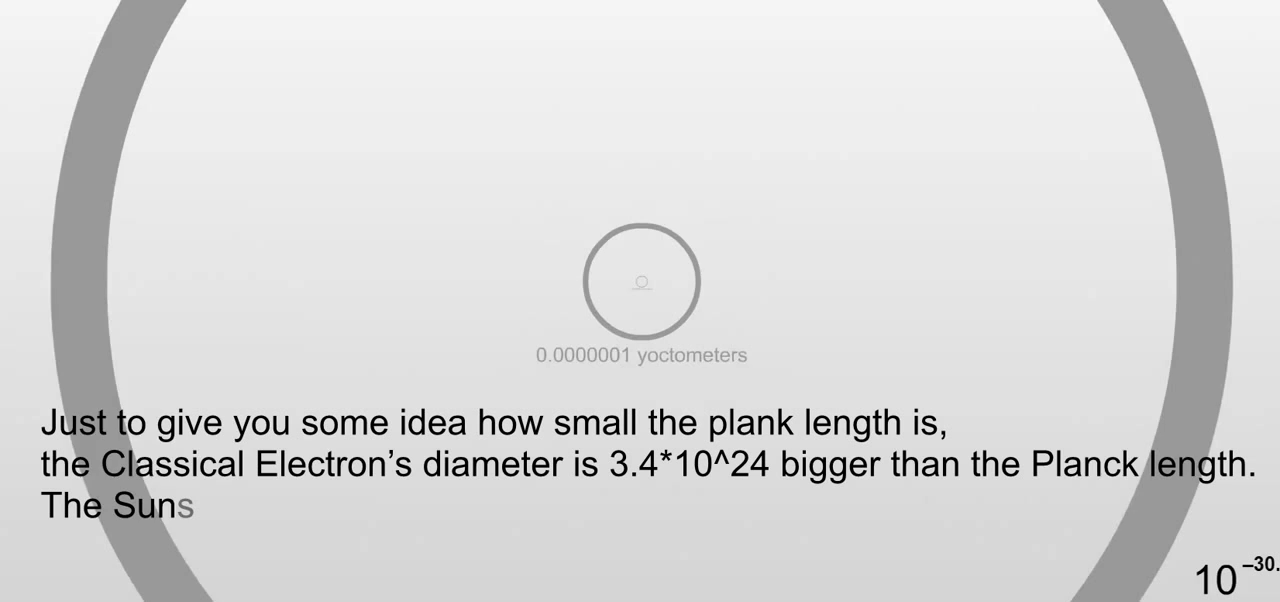 0.0000001 yoctometers
Just to give you some idea how small the plank length is,
the Classical Electron’s diameter is 3.4*10^24 bigger than the Planck length.
The Suns
10^–30.